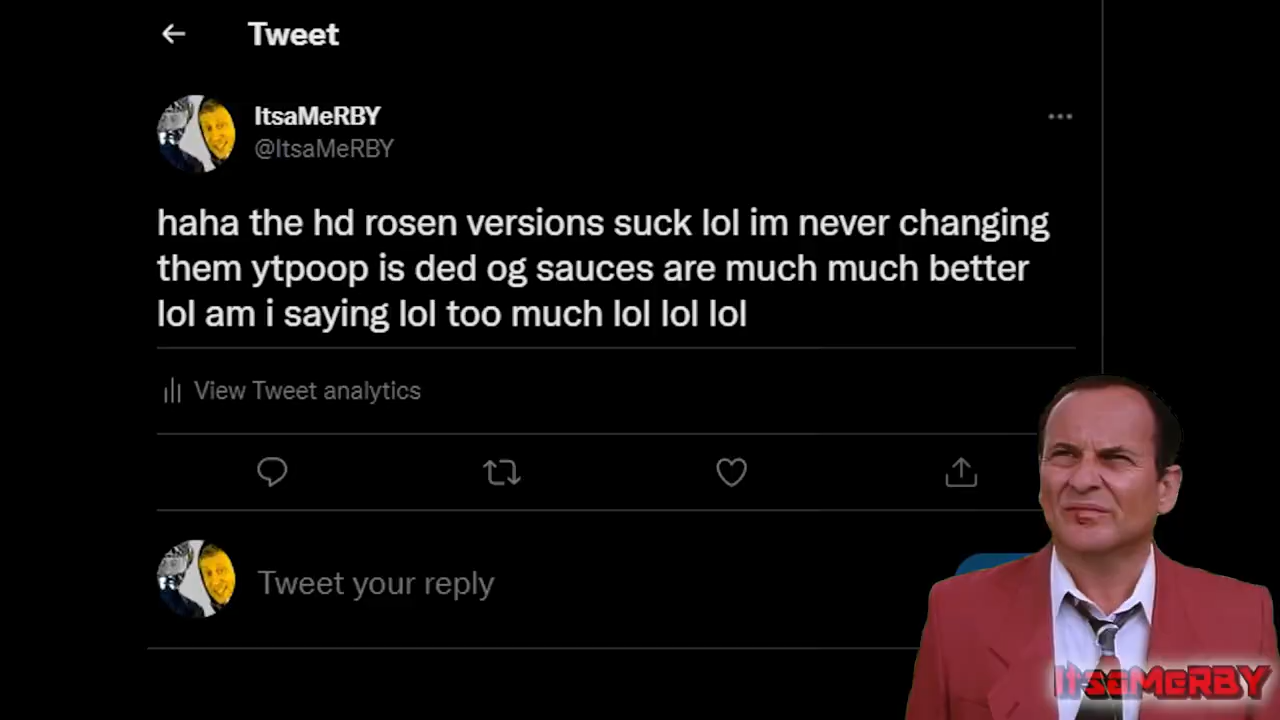 Tweet
ItsaMeRBY
@ItsaMeRBY
haha the hd rosen versions suck lol im never changing
them ytpoop is ded og sauces are much much better
lol am i saying lol too much lol lol lol
View Tweet analytics
Tweet your reply
ItsaMeRBY